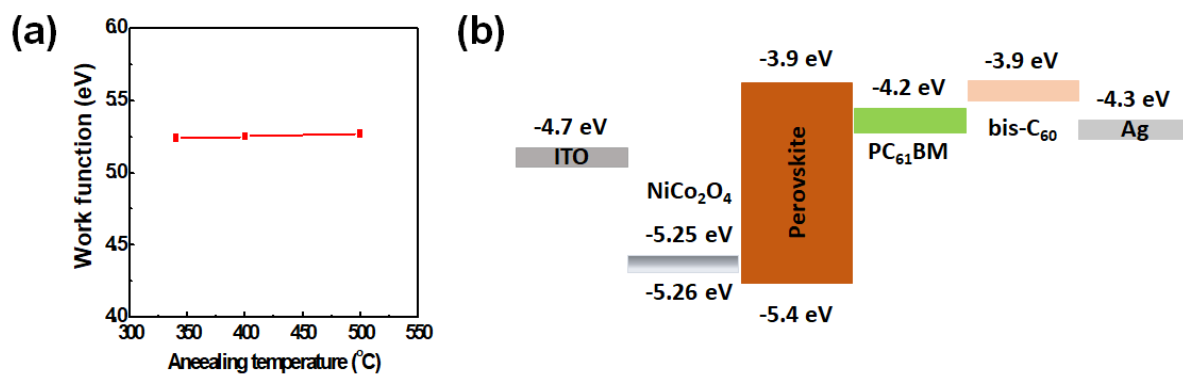 (a)
6.0
5.5
5.0
4.5
4.0
Work function (eV)
300 350 400 450 500 550
Aneealing temperature (°C)
(b)
-4.7 eV
ITO
NiCo₂O₄
-5.25 eV
-5.26 eV
-3.9 eV
Perovskite
-5.4 eV
-4.2 eV
PC₆₁BM
-3.9 eV
bis-C₆₀
-4.3 eV
Ag